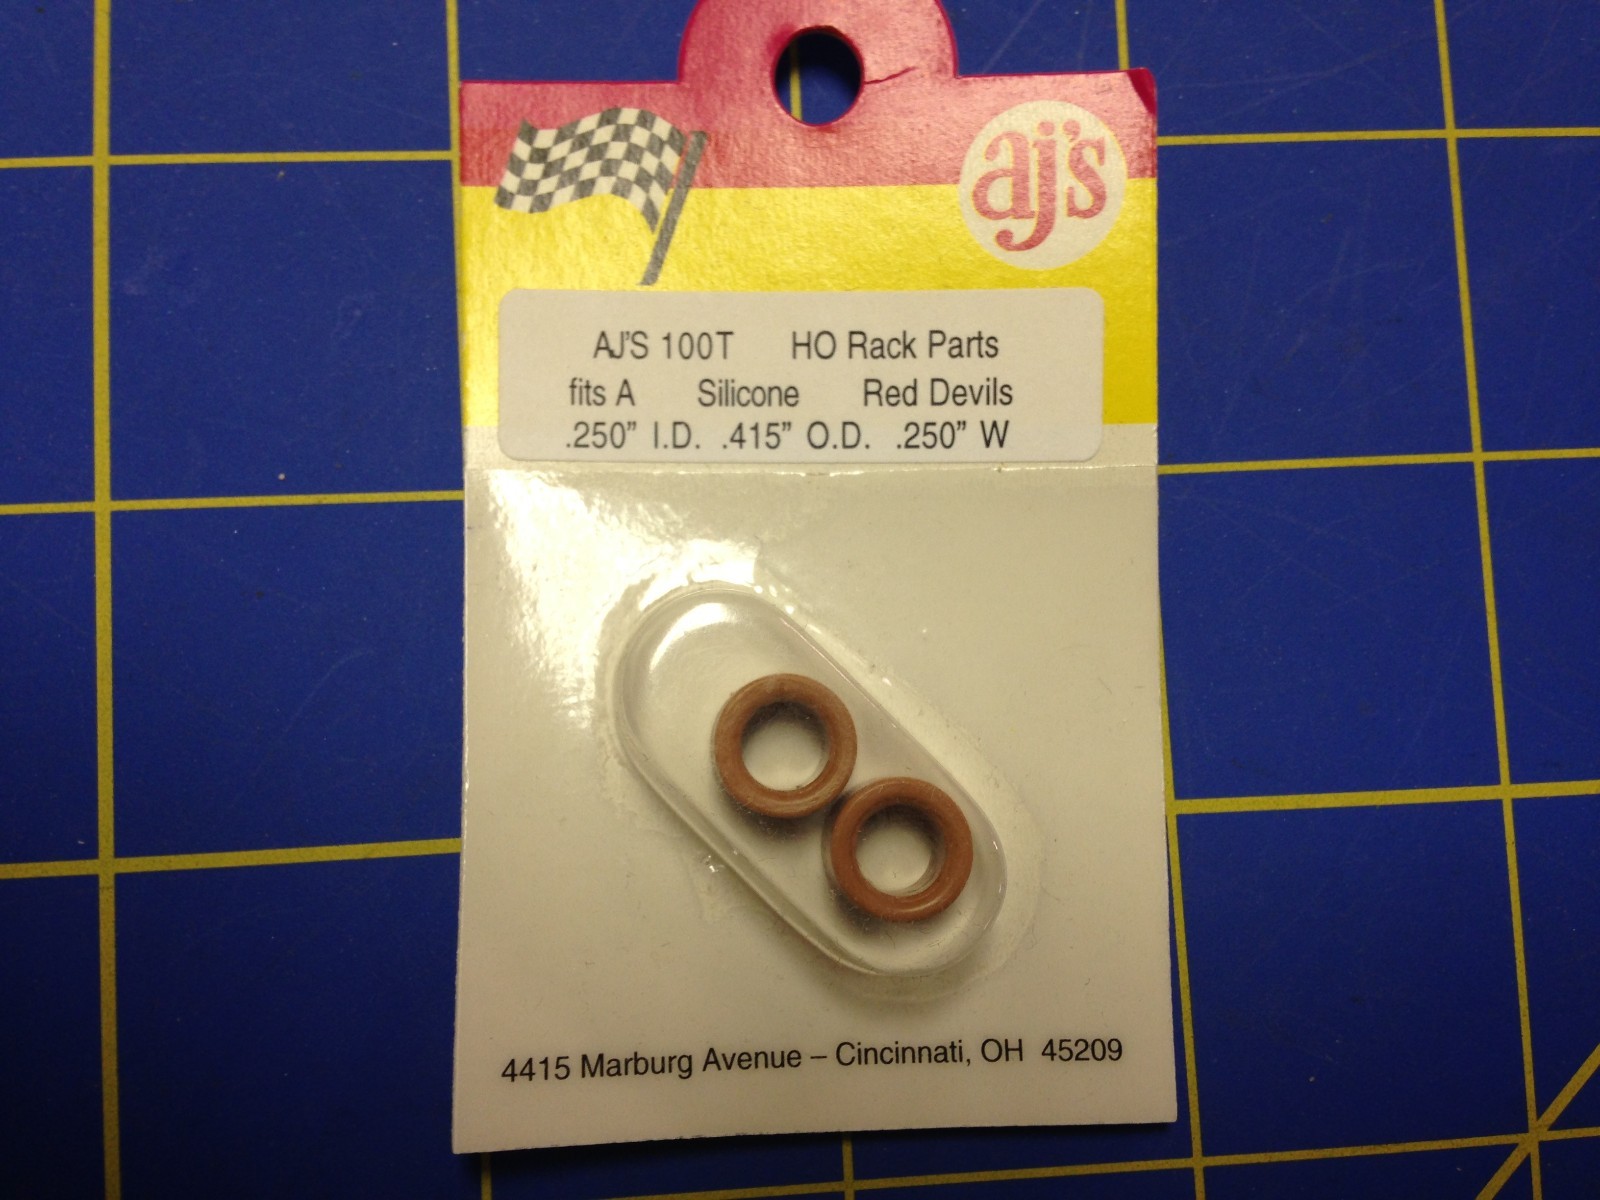 aj's
AJ'S 100T HO Rack Parts
fits A Silicone Red Devils
.250” I.D. .415” O.D. .250” W
4415 Marburg Avenue – Cincinnati, OH 45209